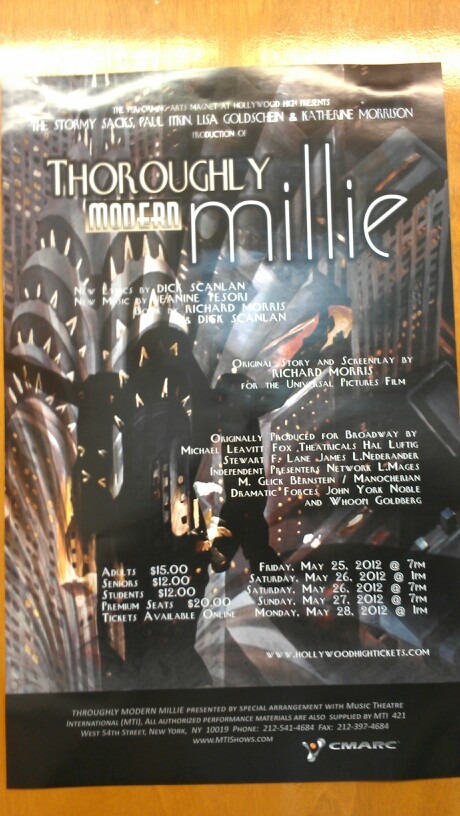 THE PERFORMING ARTS MAGNET AT HOLLYWOOD HIGH PRESENTS
THE STORMY SACKS, PAUL ITKIN, LISA GOLDSCHEIN & KATHERINE MORRISON
PRODUCTION OF
THOROUGHLY
MODERN
millie
NEW LYRICS BY DICK SCANLAN
NEW MUSIC BY JEANINE TESORI
BOOK BY RICHARD MORRIS
& DICK SCANLAN
ORIGINAL STORY AND SCREENPLAY BY
RICHARD MORRIS
FOR THE UNIVERSAL PICTURES FILM
ORIGINALLY PRODUCED FOR BROADWAY BY
MICHAEL LEAVITT FOX THEATRICALS HAL LUFTIG
STEWART F. LANE JAMES L.NEDERANDER
INDEPENDENT PRESENTERS NETWORK L.MAGES
M. GLICK BERNSTEIN / MANOCHERIAN
DRAMATIC FORCES JOHN YORK NOBLE
AND WHOOPI GOLDBERG
ADULTS $15.00
SENIORS $12.00
STUDENTS $12.00
PREMIUM SEATS $20.00
TICKETS AVAILABLE ONLINE
FRIDAY, MAY 25, 2012 @ 7PM
SATURDAY, MAY 26, 2012 @ 1PM
SATURDAY, MAY 26, 2012 @ 7PM
SUNDAY, MAY 27, 2012 @ 7PM
MONDAY, MAY 28, 2012 @ 1PM
WWW.HOLLYWOODHIGHTICKETS.COM
THOROUGHLY MODERN MILLIE PRESENTED BY SPECIAL ARRANGEMENT WITH MUSIC THEATRE
INTERNATIONAL (MTI), ALL AUTHORIZED PERFORMANCE MATERIALS ARE ALSO SUPPLIED BY MTI 421
WEST 54TH STREET, NEW YORK, NY 10019 PHONE: 212-541-4684 FAX: 212-397-4684
WWW.MTISHOWS.COM
CMARC